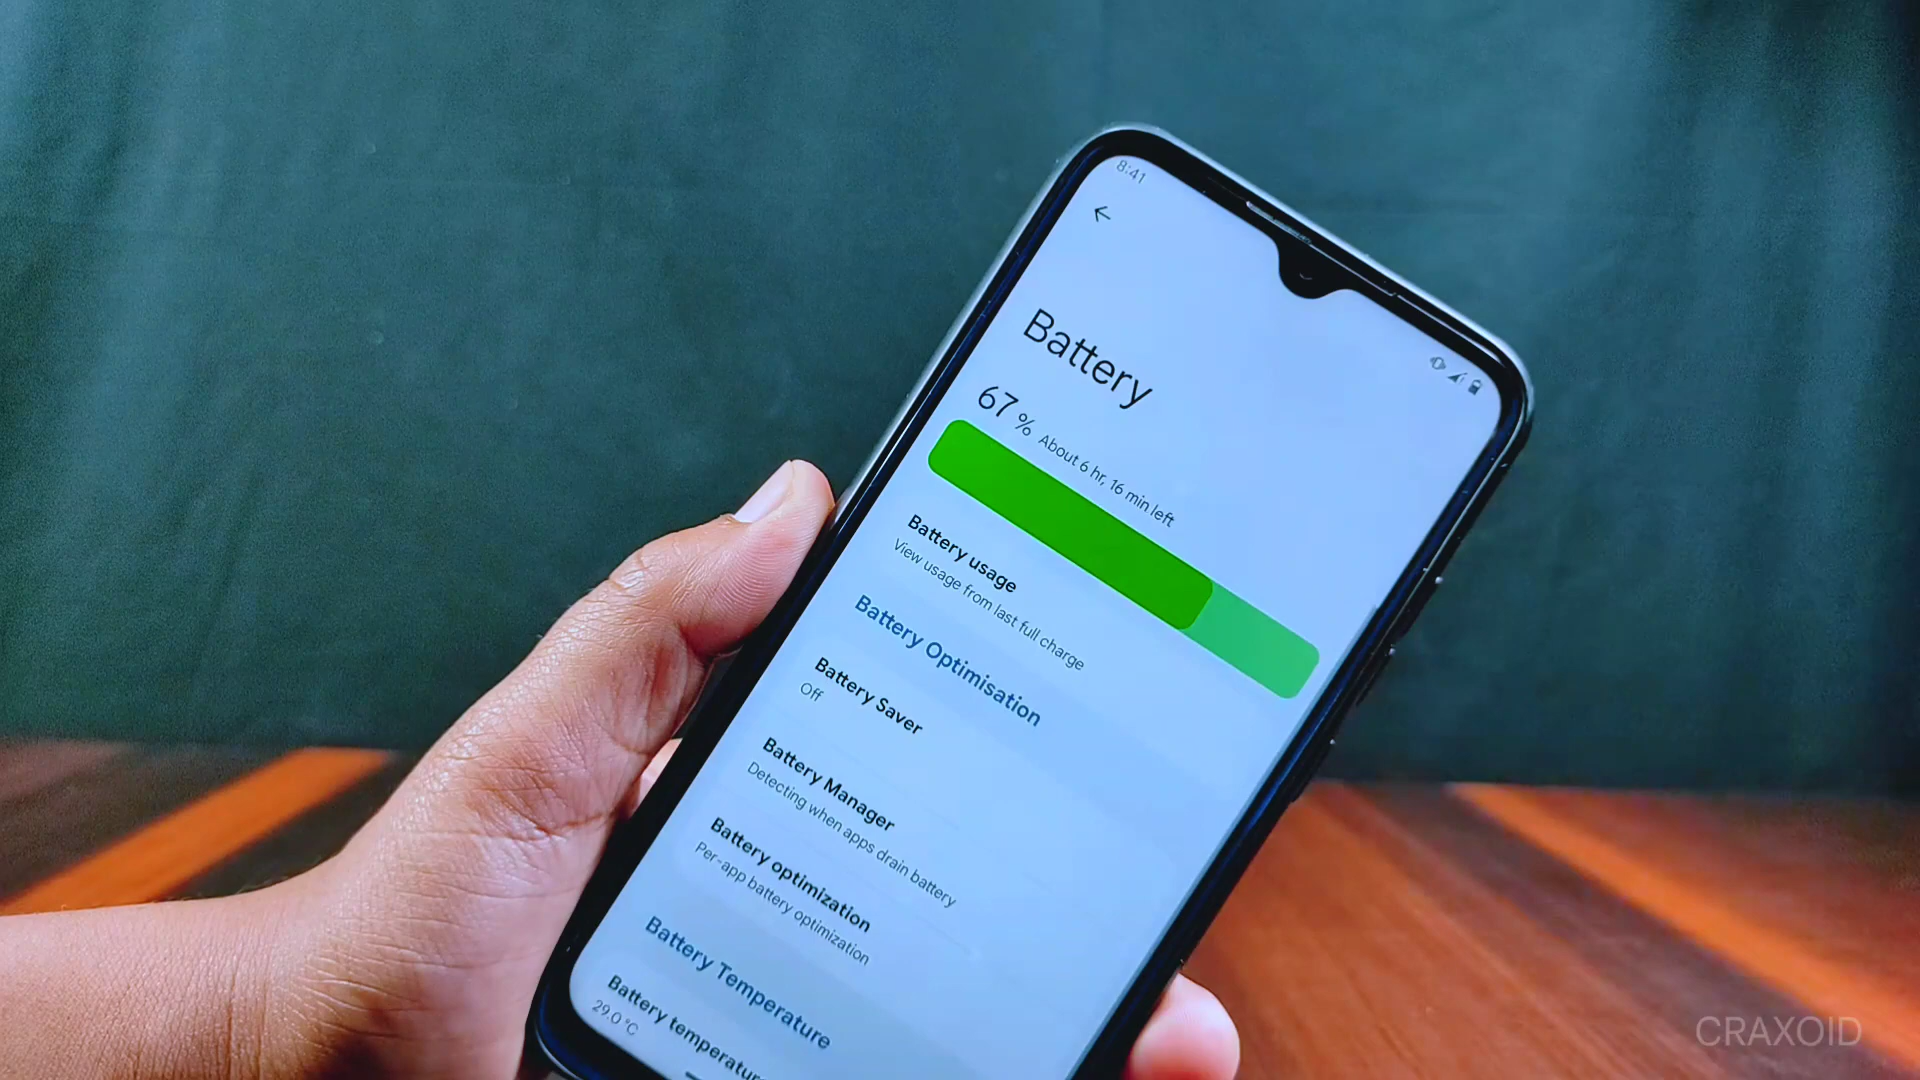 8:41
Battery
67 % About 6 hr, 16 min left
Battery usage
View usage from last full charge
Battery Optimisation
Battery Saver
Off
Battery Manager
Detecting when apps drain battery
Battery optimization
Per-app battery optimization
Battery Temperature
Battery temperature
29.0 °C
CRAXOID